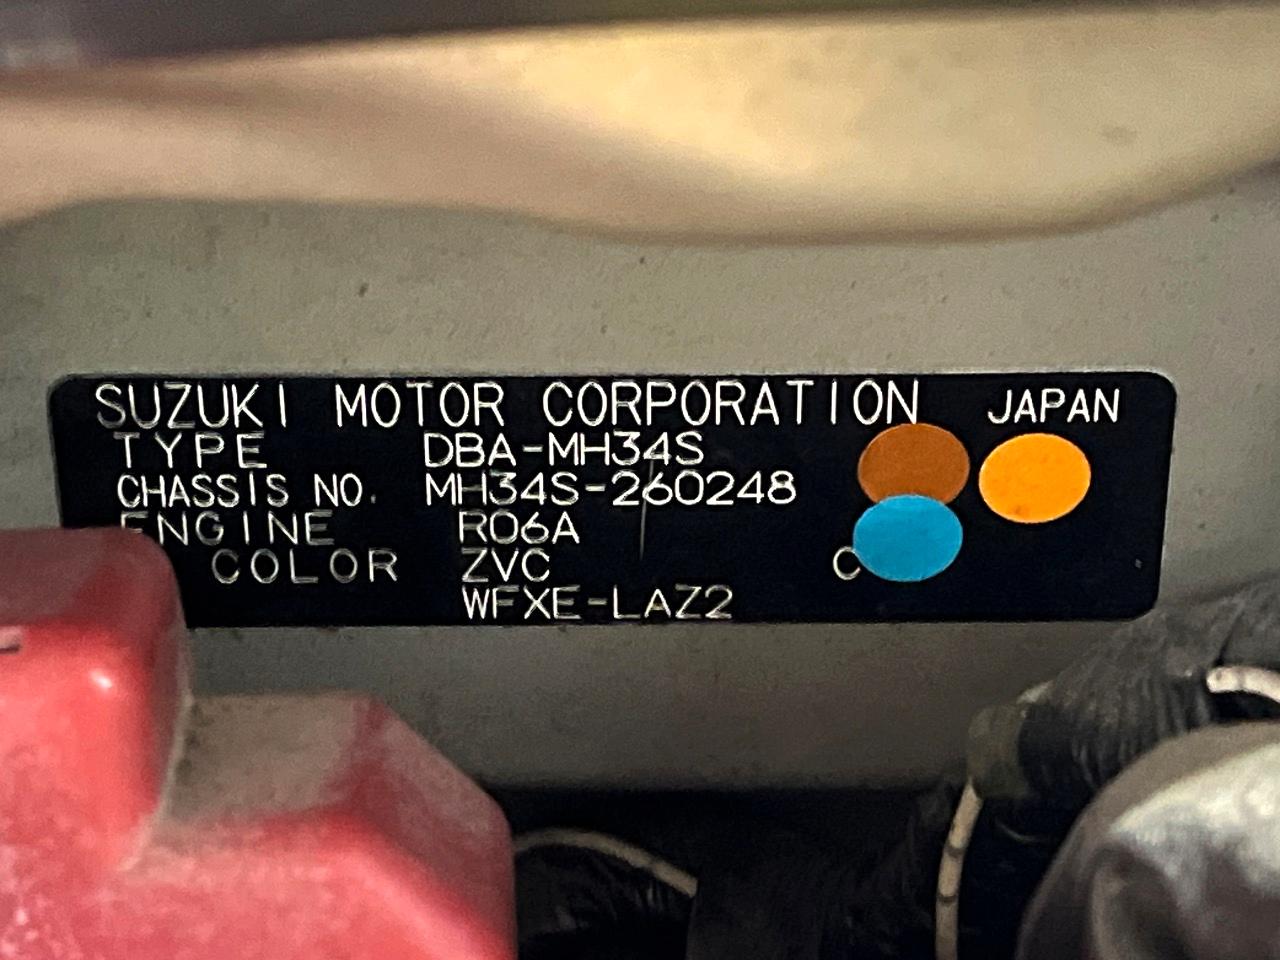 SUZUKI MOTOR CORPORATION JAPAN
TYPE DBA-MH34S
CHASSIS NO. MH34S-260248
ENGINE R06A
COLOR ZVC C
WFXE-LAZ2